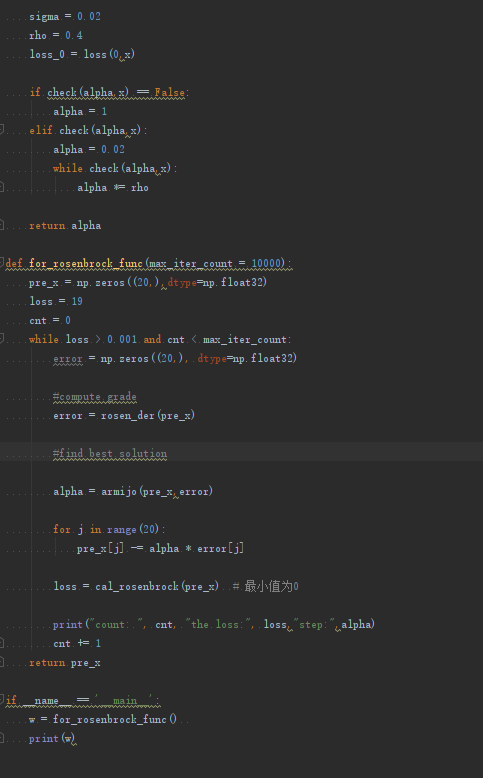 sigma = 0.02
rho = 0.4
loss_0 = loss(0,x)
if check(alpha,x) == False:
alpha = 1
elif check(alpha,x):
alpha = 0.02
while check(alpha,x):
alpha *= rho
return alpha
def for_rosenbrock_func(max_iter_count = 10000):
pre_x = np.zeros((20,),dtype=np.float32)
loss = 19
cnt = 0
while loss > 0.001 and cnt < max_iter_count:
error = np.zeros((20,), dtype=np.float32)
#compute grade
error = rosen_der(pre_x)
#find best solution
alpha = armijo(pre_x,error)
for j in range(20):
pre_x[j] -= alpha * error[j]
loss = cal_rosenbrock(pre_x)  # 最小值为0
print("count: ", cnt, "the loss:", loss,"step:",alpha)
cnt += 1
return pre_x
if __name__ == '__main__':
w = for_rosenbrock_func()
print(w)